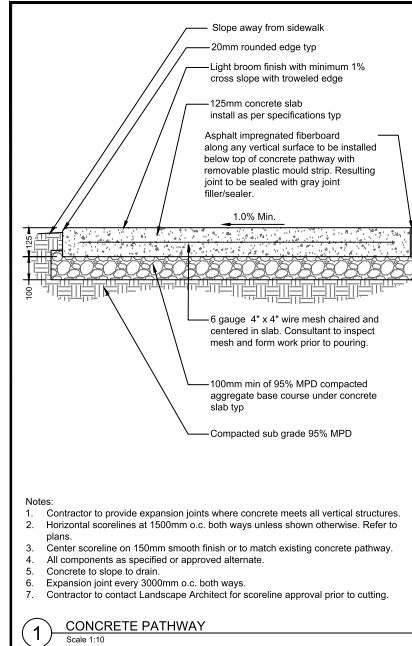 Slope away from sidewalk
20mm rounded edge typ
Light broom finish with minimum 1%
cross slope with troweled edge
125mm concrete slab
install as per specifications typ
Asphalt impregnated fiberboard
along any vertical surface to be installed
below top of concrete pathway with
removable plastic mould strip. Resulting
joint to be sealed with gray joint
filler/sealer.
1.0% Min.
125
100
6 gauge 4" x 4" wire mesh chaired and
centered in slab. Consultant to inspect
mesh and form work prior to pouring.
100mm min of 95% MPD compacted
aggregate base course under concrete
slab typ
Compacted sub grade 95% MPD
Notes:
1. Contractor to provide expansion joints where concrete meets all vertical structures.
2. Horizontal scorelines at 1500mm o.c. both ways unless shown otherwise. Refer to
plans.
3. Center scoreline on 150mm smooth finish or to match existing concrete pathway.
4. All components as specified or approved alternate.
5. Concrete to slope to drain.
6. Expansion joint every 3000mm o.c. both ways.
7. Contractor to contact Landscape Architect for scoreline approval prior to cutting.
1 CONCRETE PATHWAY
Scale 1:10